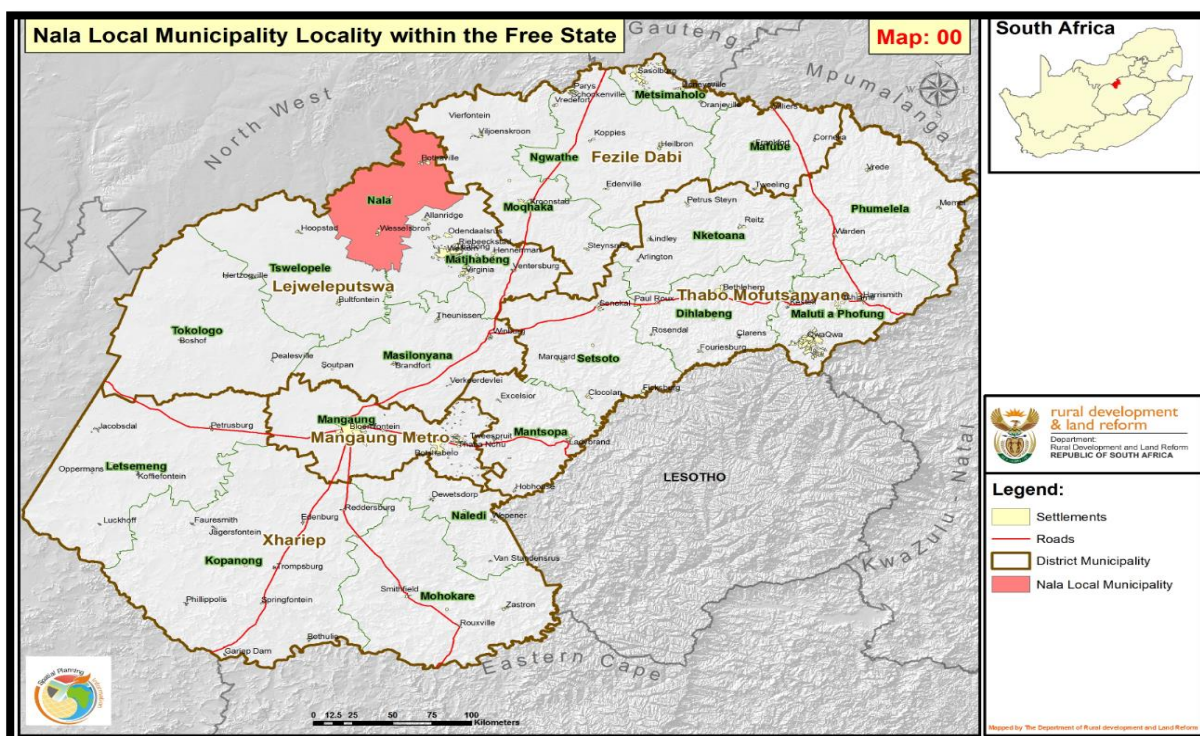 Nala Local Municipality Locality within the Free State
Map: 00
South Africa
Gauteng
Mpumalanga
North West
KwaZulu - Natal
Eastern Cape
LESOTHO
Sasolburg
Parys
Vredefort
Metsimaholo
Oranjeville
Villiers
Vierfontein
Viljoenskroon
Koppies
Frankfort
Cornelia
Mafube
Ngwathe
Fezile Dabi
Heilbron
Vrede
Bothaville
Edenville
Tweeling
Nala
Moqhaka
Kroonstad
Petrus Steyn
Phumelela
Memel
Allanridge
Reitz
Hoopstad
Wesselsbron
Odendaalsrus
Riebeeckstad
Nketoana
Warden
Hennenman
Steynsrus
Lindley
Matjhabeng
Arlington
Tswelopele
Virginia
Ventersburg
Hertzogville
Lejweleputswa
Bethlehem
Harrismith
Bultfontein
Senekal
Paul Roux
Thabo Mofutsanyane
Kestell
Theunissen
Dihlabeng
Maluti a Phofung
Tokologo
Winburg
Rosendal
Clarens
QwaQwa
Boshof
Fouriesburg
Dealesville
Masilonyana
Marquard
Setsoto
Soutpan
Brandfort
Verkeerdevlei
Excelsior
Clocolan
Ficksburg
Mangaung
Bloemfontein
Jacobsdal
Petrusburg
Mantsopa
Mangaung Metro
Tweespruit
Thaba Nchu
Ladybrand
Botshabelo
Oppermans
Letsemeng
Koffiefontein
Hobhouse
Dewetsdorp
Luckhoff
Fauresmith
Edenburg
Reddersburg
Naledi
Wepener
Jagersfontein
Xhariep
Kopanong
Trompsburg
Van Standensrus
Smithfield
Mohokare
Phillippolis
Springfontein
Zastron
Rouxville
Bethulie
Gariep Dam
Spatial Planning
Information
0 12.5 25 50 75 100
Kilometers
N
W
E
S
rural development
& land reform
Department:
Rural Development and Land Reform
REPUBLIC OF SOUTH AFRICA
Legend:
Settlements
Roads
District Municipality
Nala Local Municipality
Mapped by: The Department of Rural development and Land Reform